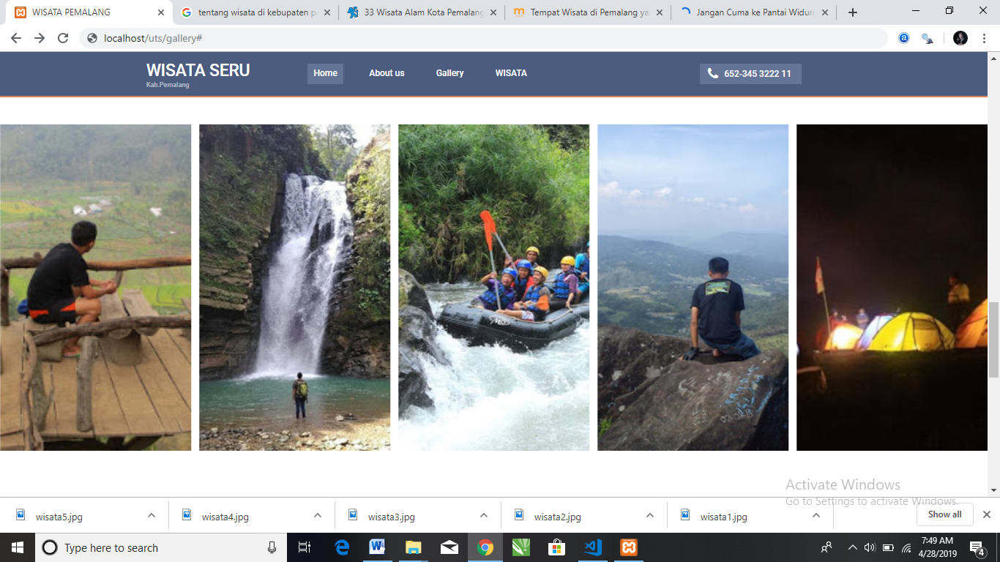 WISATA PEMALANG
tentang wisata di kebupaten p
33 Wisata Alam Kota Pemalang
Tempat Wisata di Pemalang ya
Jangan Cuma ke Pantai Widuri
localhost/uts/gallery#
WISATA SERU
Kab.Pemalang
Home
About us
Gallery
WISATA
652-345 3222 11
Activate Windows
Go to Settings to activate Windows.
wisata5.jpg
wisata4.jpg
wisata3.jpg
wisata2.jpg
wisata1.jpg
Show all
Type here to search
7:49 AM
4/28/2019
4